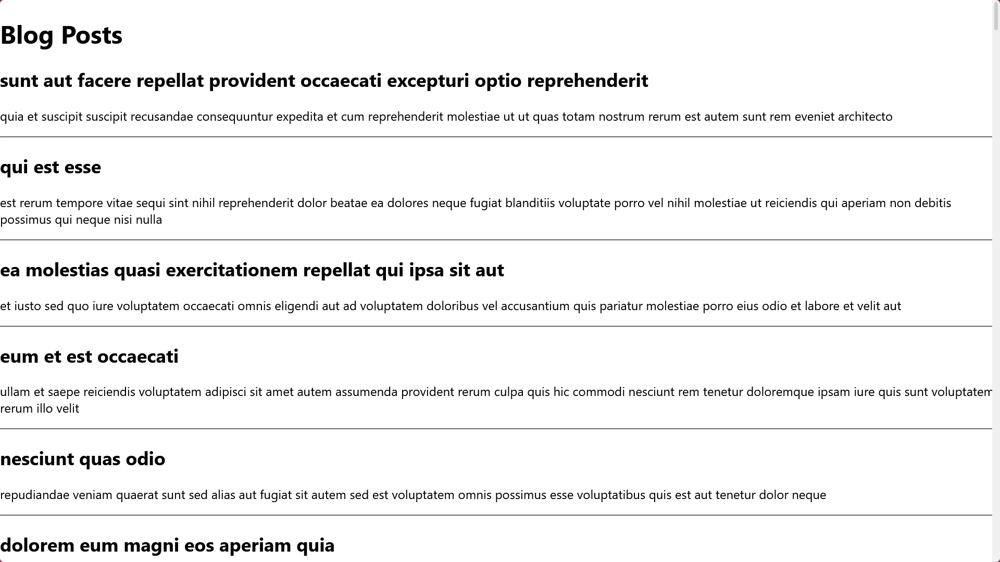 Blog Posts
sunt aut facere repellat provident occaecati excepturi optio reprehenderit
quia et suscipit suscipit recusandae consequuntur expedita et cum reprehenderit molestiae ut ut quas totam nostrum rerum est autem sunt rem eveniet architecto
qui est esse
est rerum tempore vitae sequi sint nihil reprehenderit dolor beatae ea dolores neque fugiat blanditiis voluptate porro vel nihil molestiae ut reiciendis qui aperiam non debitis
possimus qui neque nisi nulla
ea molestias quasi exercitationem repellat qui ipsa sit aut
et iusto sed quo iure voluptatem occaecati omnis eligendi aut ad voluptatem doloribus vel accusantium quis pariatur molestiae porro eius odio et labore et velit aut
eum et est occaecati
ullam et saepe reiciendis voluptatem adipisci sit amet autem assumenda provident rerum culpa quis hic commodi nesciunt rem tenetur doloremque ipsam iure quis sunt voluptatem
rerum illo velit
nesciunt quas odio
repudiandae veniam quaerat sunt sed alias aut fugiat sit autem sed est voluptatem omnis possimus esse voluptatibus quis est aut tenetur dolor neque
dolorem eum magni eos aperiam quia